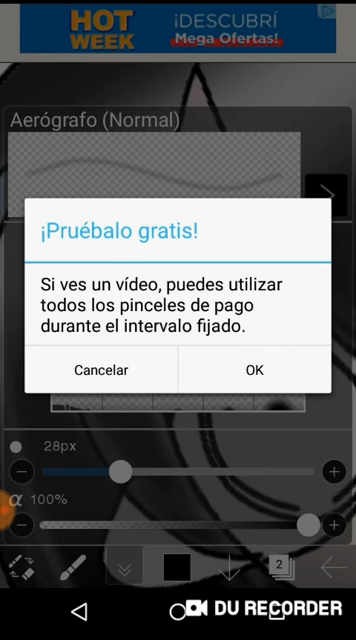 HOT
WEEK
¡DESCUBRÍ
Mega Ofertas!
Aerógrafo (Normal)
¡Pruébalo gratis!
Si ves un vídeo, puedes utilizar
todos los pinceles de pago
durante el intervalo fijado.
Cancelar
OK
28px
α 100%
2
DU RECORDER